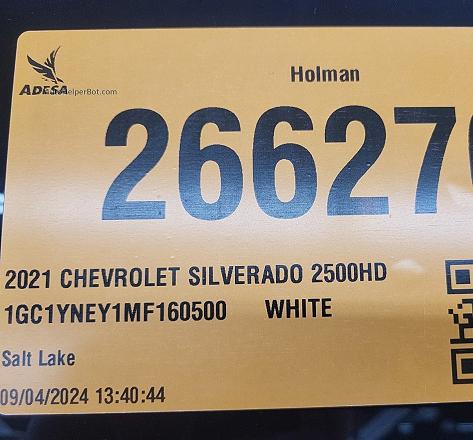 Holman
ADESA
26627
2021 CHEVROLET SILVERADO 2500HD
1GC1YNEY1MF160500 WHITE
Salt Lake
09/04/2024 13:40:44